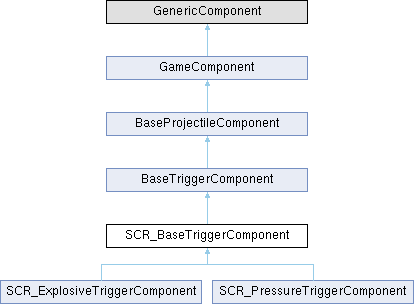 GenericComponent
GameComponent
BaseProjectileComponent
BaseTriggerComponent
SCR_BaseTriggerComponent
SCR_ExplosiveTriggerComponent
SCR_PressureTriggerComponent